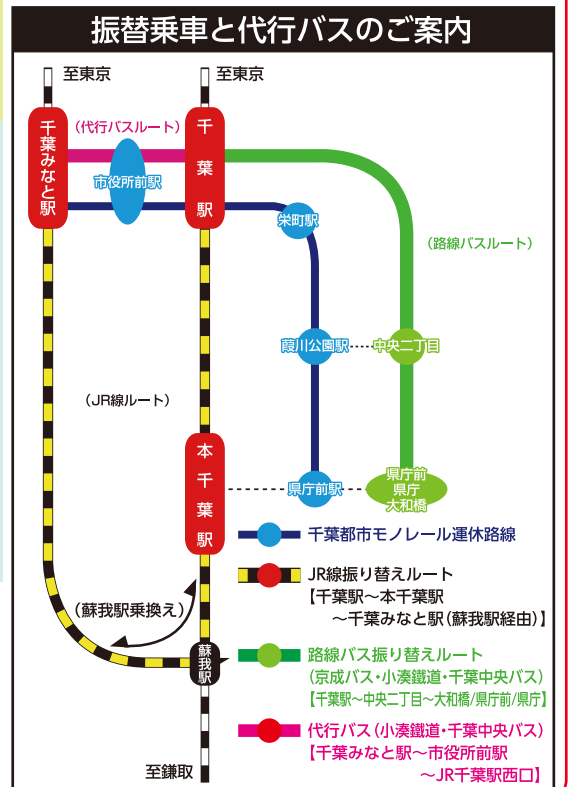 振替乗車と代行バスのご案内
至東京
至東京
千葉みなと駅
（代行バスルート）
千葉駅
市役所前駅
栄町駅
（路線バスルート）
葭川公園駅
中央二丁目
（JR線ルート）
本千葉駅
県庁前駅
県庁前
県庁
大和橋
千葉都市モノレール運休路線
JR線振り替えルート
【千葉駅～本千葉駅
～千葉みなと駅（蘇我駅経由）】
（蘇我駅乗換え）
蘇我駅
路線バス振り替えルート
（京成バス・小湊鐵道・千葉中央バス）
【千葉駅～中央二丁目～大和橋/県庁前/県庁】
代行バス（小湊鐵道・千葉中央バス）
【千葉みなと駅～市役所前駅
～JR千葉駅西口】
至鎌取